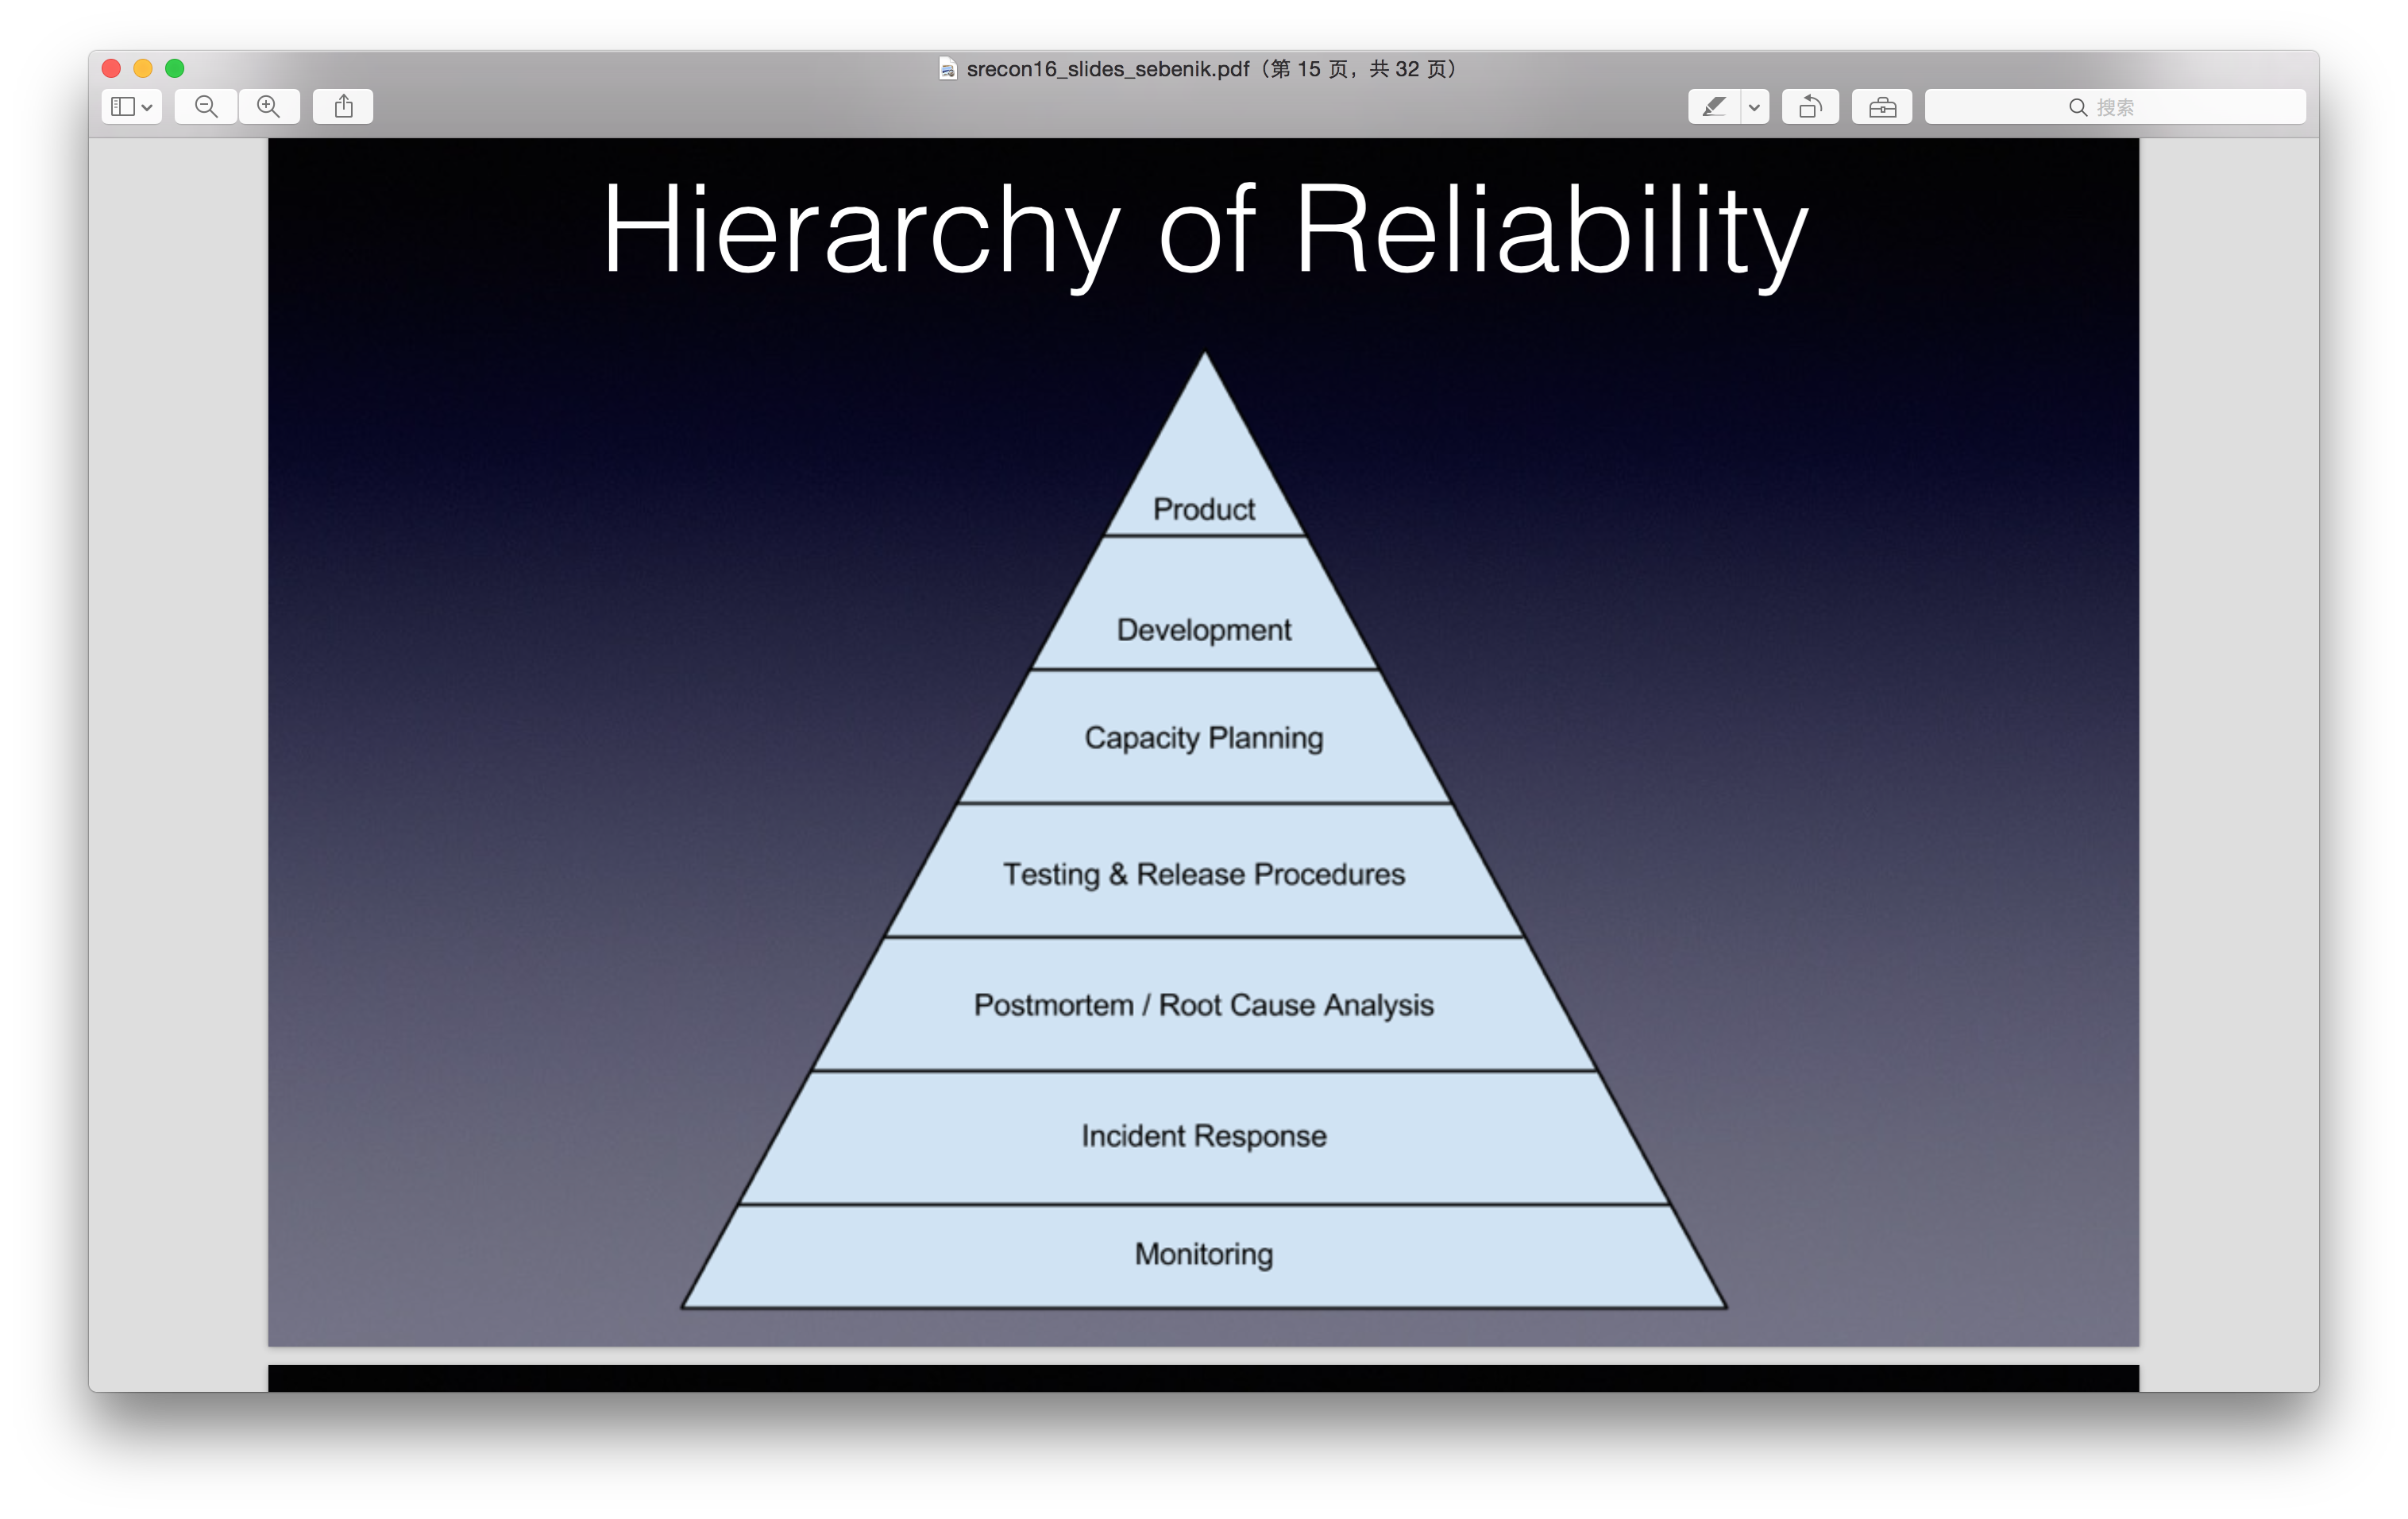 srecon16_slides_sebenik.pdf（第 15 页，共 32 页）
搜索
Hierarchy of Reliability
Product
Development
Capacity Planning
Testing & Release Procedures
Postmortem / Root Cause Analysis
Incident Response
Monitoring